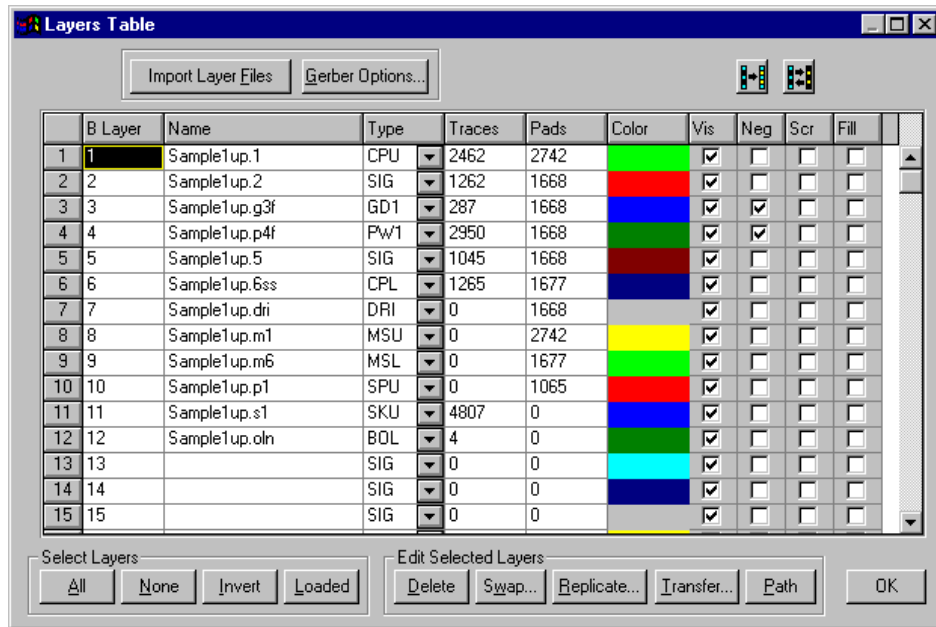 Layers Table
Import Layer Files Gerber Options...
B Layer Name Type Traces Pads Color Vis Neg Scr Fill
1 1 Sample1up.1 CPU 2462 2742
2 2 Sample1up.2 SIG 1262 1668
3 3 Sample1up.g3f GD1 287 1668
4 4 Sample1up.p4f PW1 2950 1668
5 5 Sample1up.5 SIG 1045 1668
6 6 Sample1up.6ss CPL 1265 1677
7 7 Sample1up.dri DRI 0 1668
8 8 Sample1up.m1 MSU 0 2742
9 9 Sample1up.m6 MSL 0 1677
10 10 Sample1up.p1 SPU 0 1065
11 11 Sample1up.s1 SKU 4807 0
12 12 Sample1up.oln BOL 4 0
13 13 SIG 0 0
14 14 SIG 0 0
15 15 SIG 0 0
Select Layers Edit Selected Layers
All None Invert Loaded Delete Swap... Replicate... Transfer... Path OK